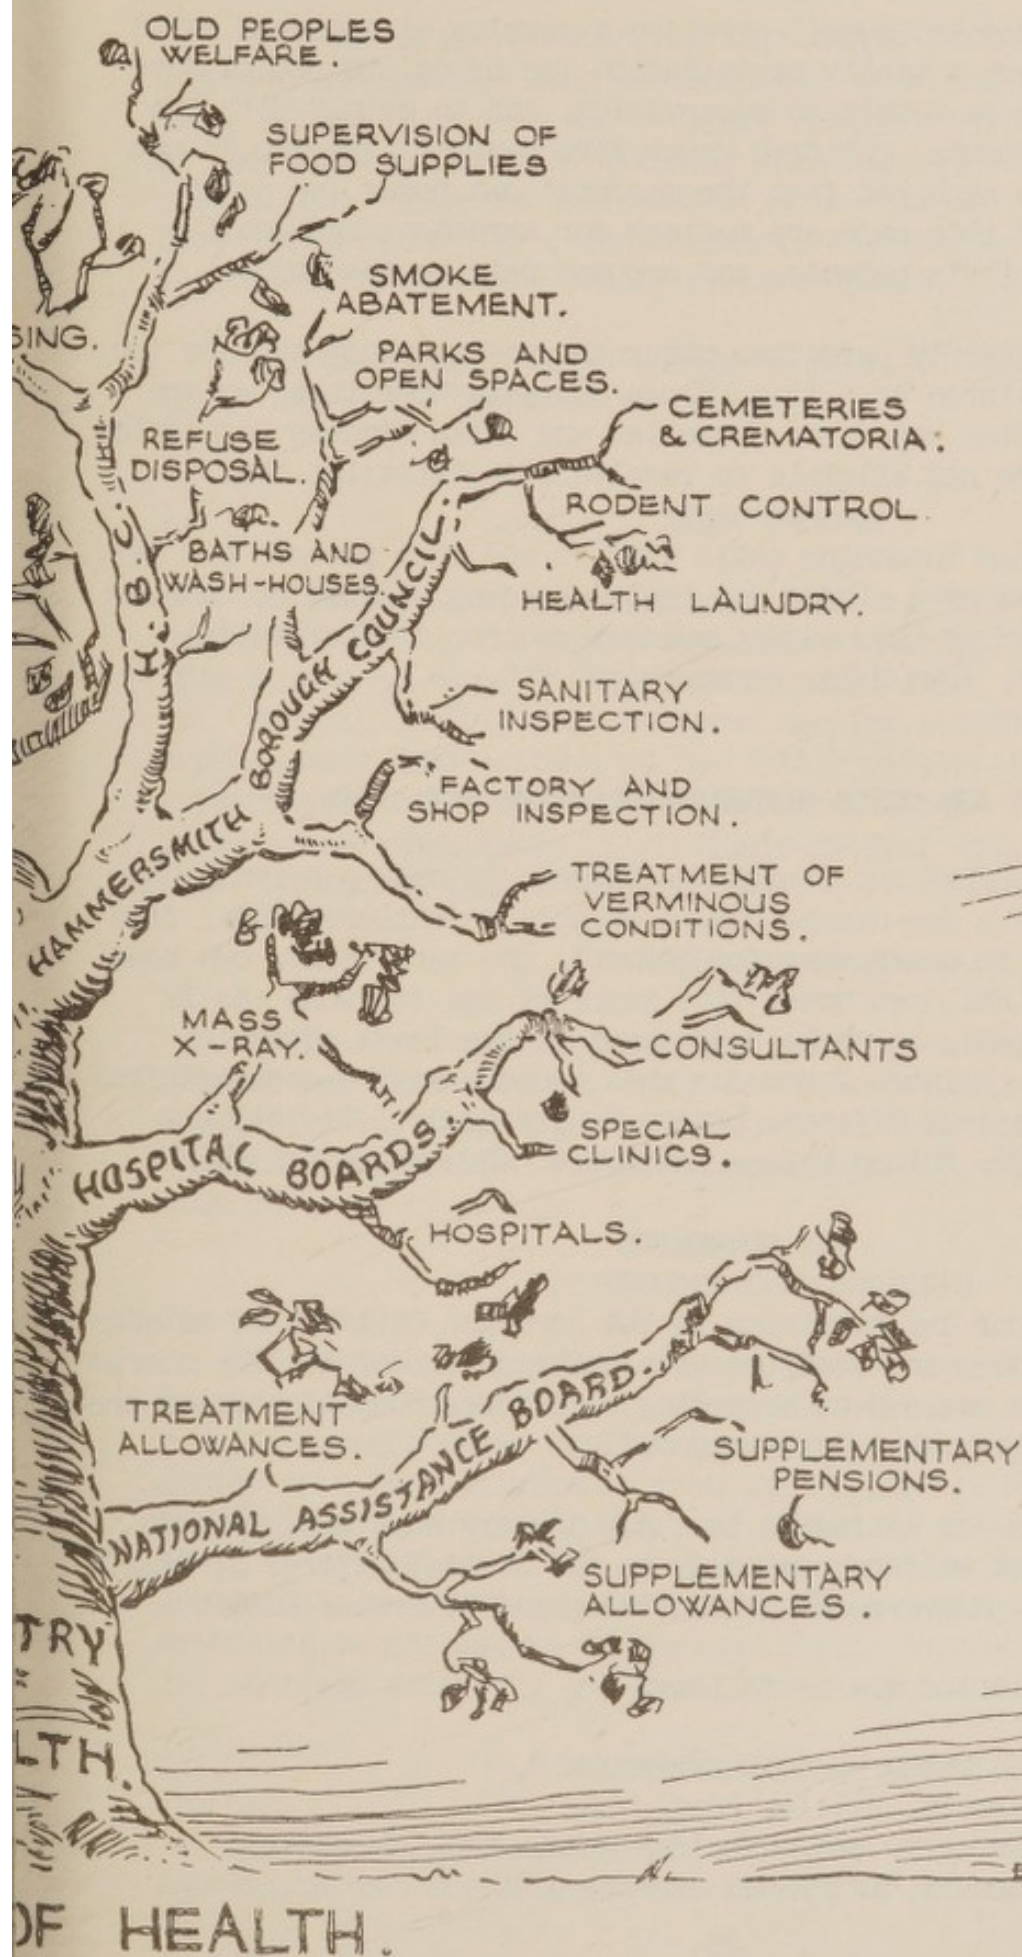 OLD PEOPLES
WELFARE.
SUPERVISION OF
FOOD SUPPLIES
SMOKE
ABATEMENT.
SING.
PARKS AND
OPEN SPACES.
CEMETERIES
& CREMATORIA.
REFUSE
DISPOSAL.
RODENT CONTROL.
BATHS AND
WASH-HOUSES.
HEALTH LAUNDRY.
H.B.C.
SANITARY
INSPECTION.
FACTORY AND
SHOP INSPECTION.
HAMMERSMITH BOROUGH COUNCIL.
TREATMENT OF
VERMINOUS
CONDITIONS.
MASS
X-RAY.
CONSULTANTS
SPECIAL
CLINICS.
HOSPITAL BOARDS.
HOSPITALS.
TREATMENT
ALLOWANCES.
SUPPLEMENTARY
PENSIONS.
NATIONAL ASSISTANCE BOARD.
SUPPLEMENTARY
ALLOWANCES.
TRY
LTH.
OF HEALTH.